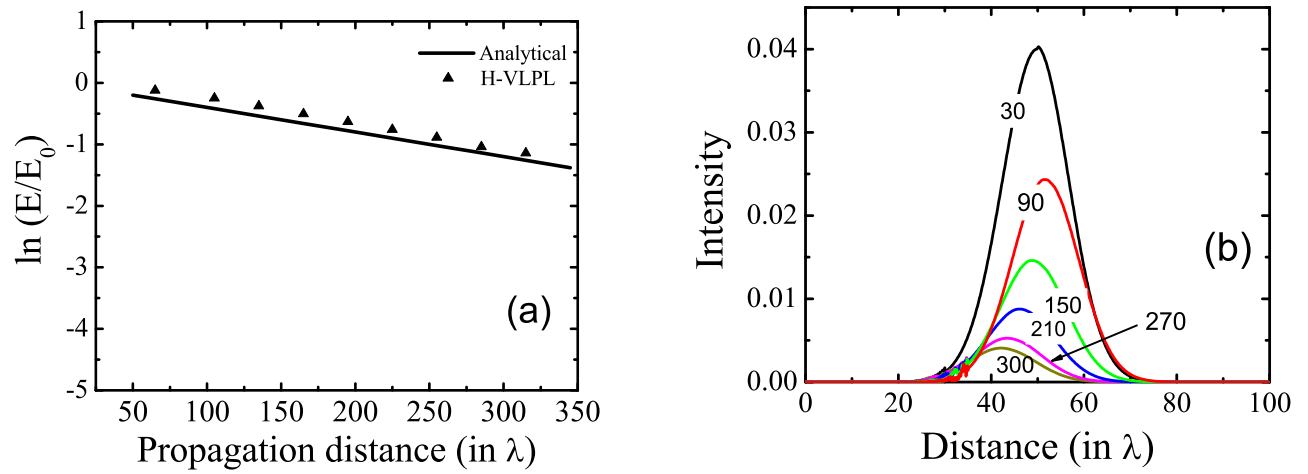 1
0
-1
-2
-3
-4
-5
50 100 150 200 250 300 350
ln (E/E0)
Propagation distance (in λ)
Analytical
H-VLPL
(a)
0.04
0.03
0.02
0.01
0.00
0 20 40 60 80 100
Intensity
Distance (in λ)
30
90
150
210
270
300
(b)